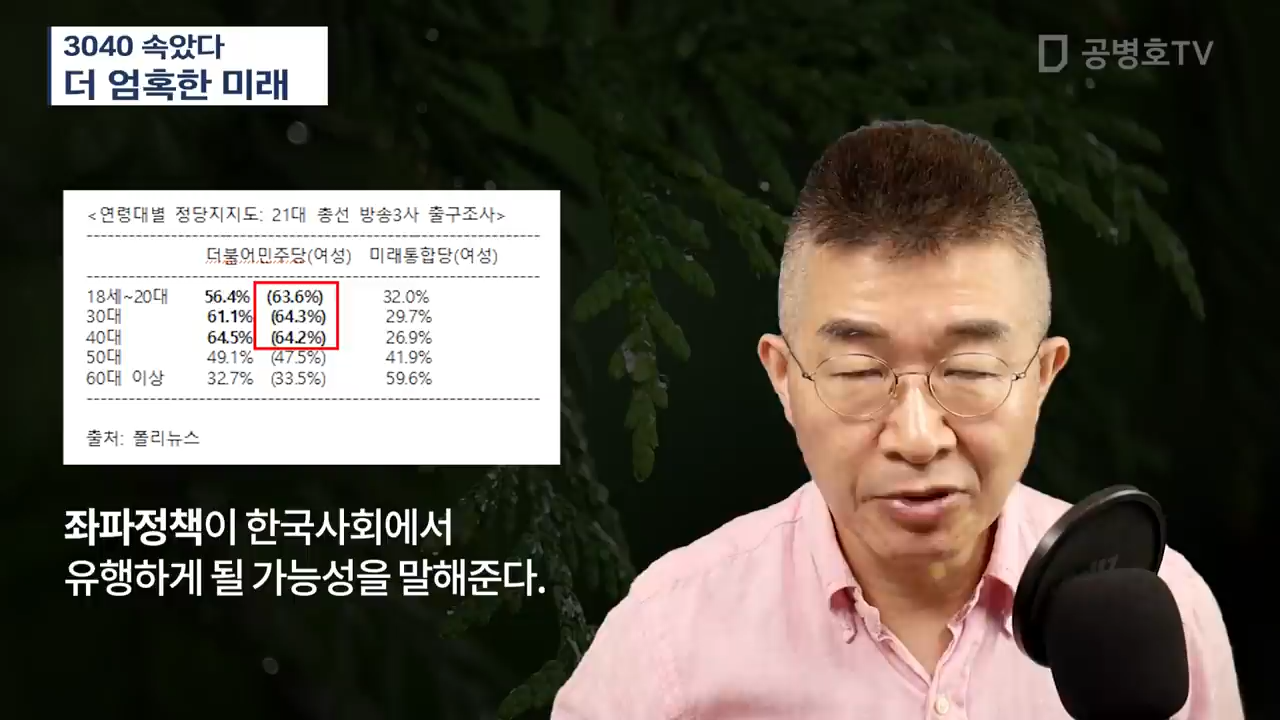 3040 속았다
더 엄혹한 미래
공병호TV
<연령대별 정당지지도: 21대 총선 방송3사 출구조사>
더불어민주당(여성) 미래통합당(여성)
18세~20대 56.4% (63.6%) 32.0%
30대 61.1% (64.3%) 29.7%
40대 64.5% (64.2%) 26.9%
50대 49.1% (47.5%) 41.9%
60대 이상 32.7% (33.5%) 59.6%
출처: 폴리뉴스
좌파정책이 한국사회에서
유행하게 될 가능성을 말해준다.